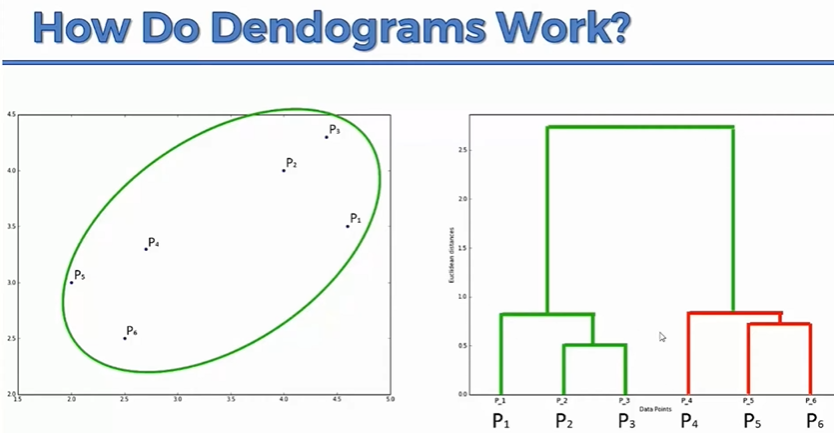 How Do Dendograms Work?
4.5
4.0
3.5
3.0
2.5
2.0
1.5 2.0 2.5 3.0 3.5 4.0 4.5 5.0
P₃
P₂
P₁
P₄
P₅
P₆
2.5
2.0
1.5
1.0
0.5
0.0
Euclidean distances
P_1 P_2 P_3 P_4 P_5 P_6
Data Points
P₁ P₂ P₃ P₄ P₅ P₆